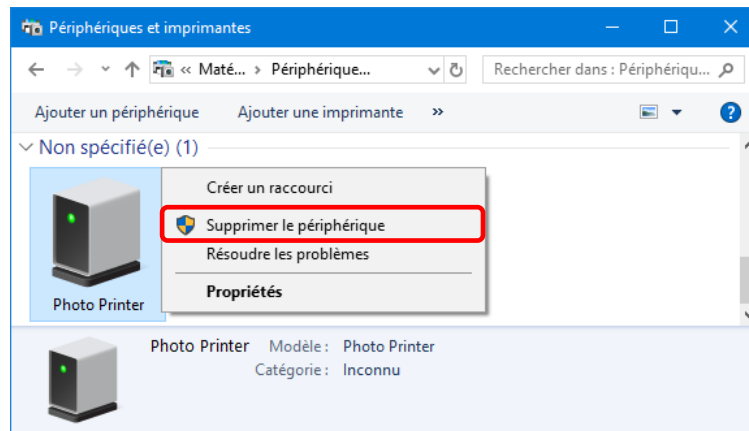 Périphériques et imprimantes
« Maté... › Périphérique... Rechercher dans : Périphériqu...
Ajouter un périphérique Ajouter une imprimante »
Non spécifié(e) (1)
Créer un raccourci
Supprimer le périphérique
Résoudre les problèmes
Propriétés
Photo Printer
Photo Printer Modèle : Photo Printer
Catégorie : Inconnu